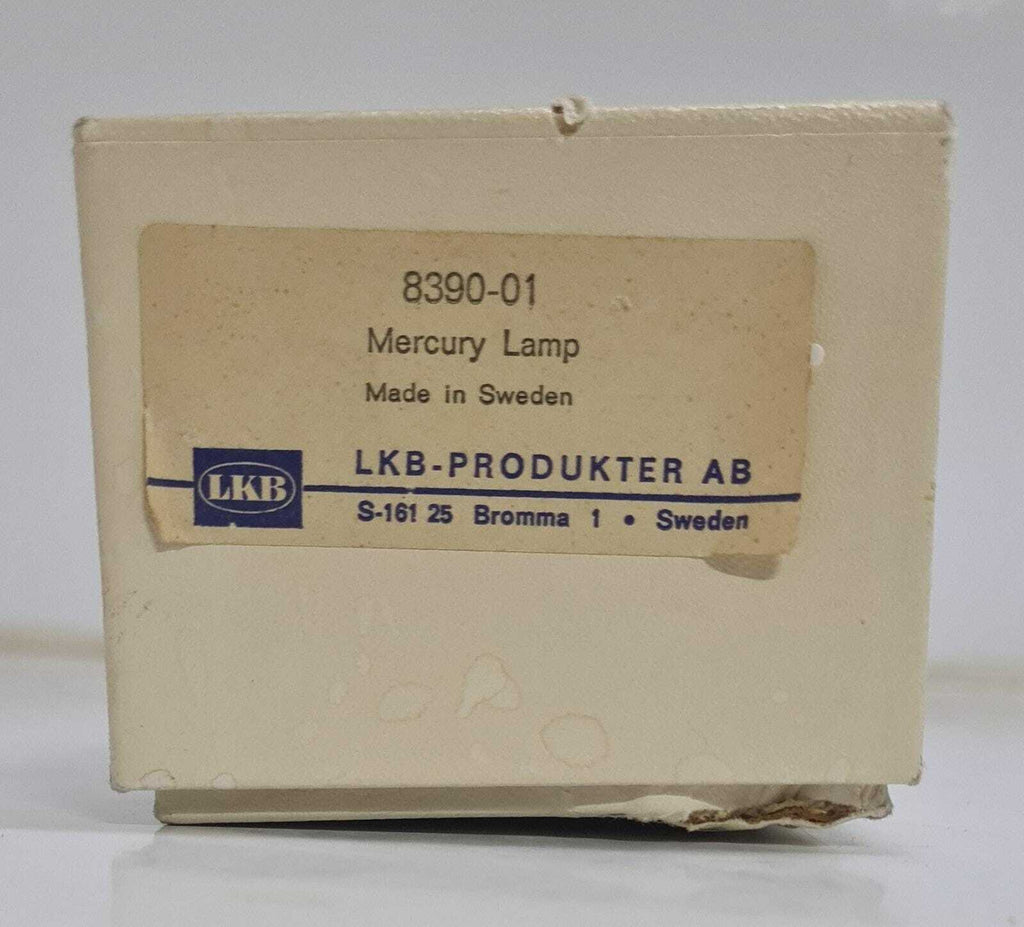 8390-01
Mercury Lamp
Made in Sweden
LKB
LKB-PRODUKTER AB
S-161 25 Bromma 1 • Sweden